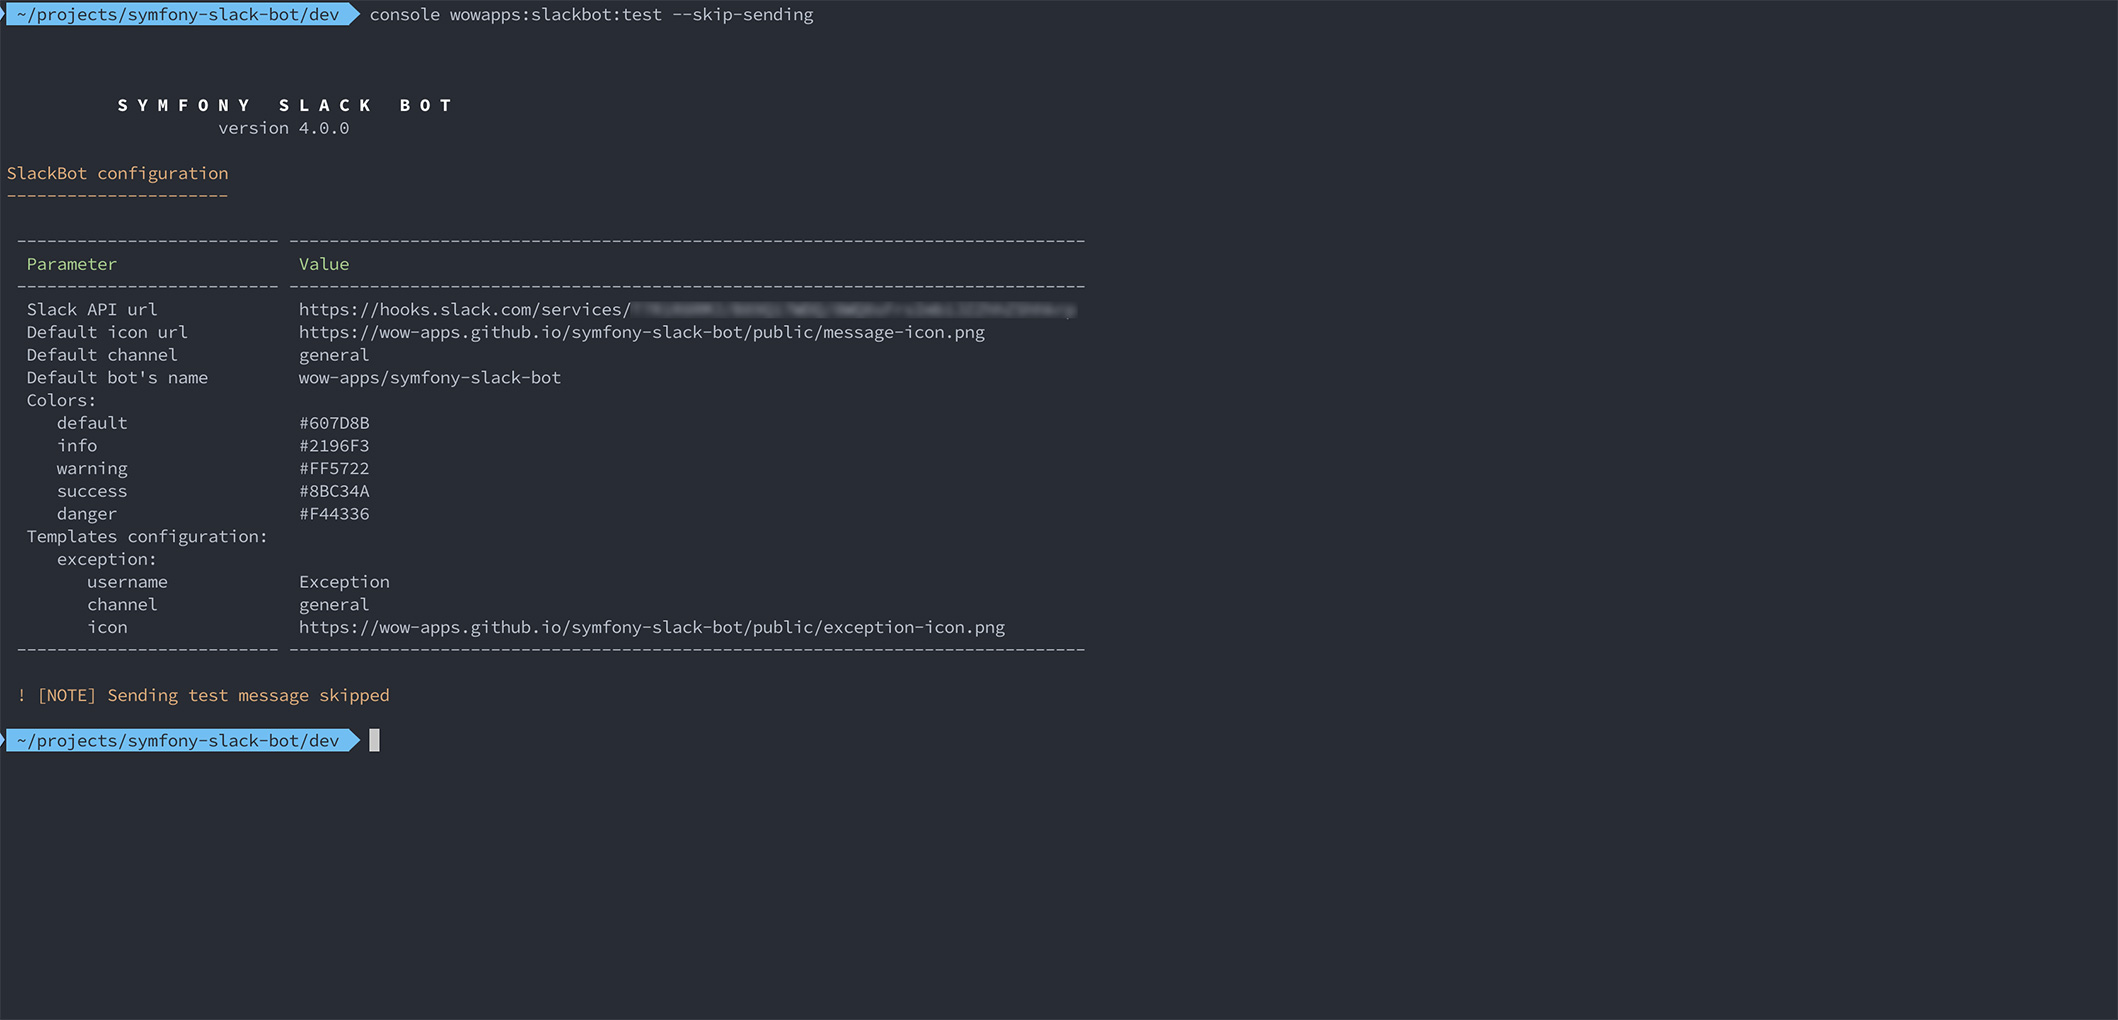 ~/projects/symfony-slack-bot/dev console wowapps:slackbot:test --skip-sending
SYMFONY SLACK BOT
version 4.0.0
SlackBot configuration
----------------------
-------------------------- -------------------------------------------------------------------------------
Parameter Value
-------------------------- -------------------------------------------------------------------------------
Slack API url https://hooks.slack.com/services/
Default icon url https://wow-apps.github.io/symfony-slack-bot/public/message-icon.png
Default channel general
Default bot's name wow-apps/symfony-slack-bot
Colors:
default #607D8B
info #2196F3
warning #FF5722
success #8BC34A
danger #F44336
Templates configuration:
exception:
username Exception
channel general
icon https://wow-apps.github.io/symfony-slack-bot/public/exception-icon.png
-------------------------- -------------------------------------------------------------------------------
! [NOTE] Sending test message skipped
~/projects/symfony-slack-bot/dev